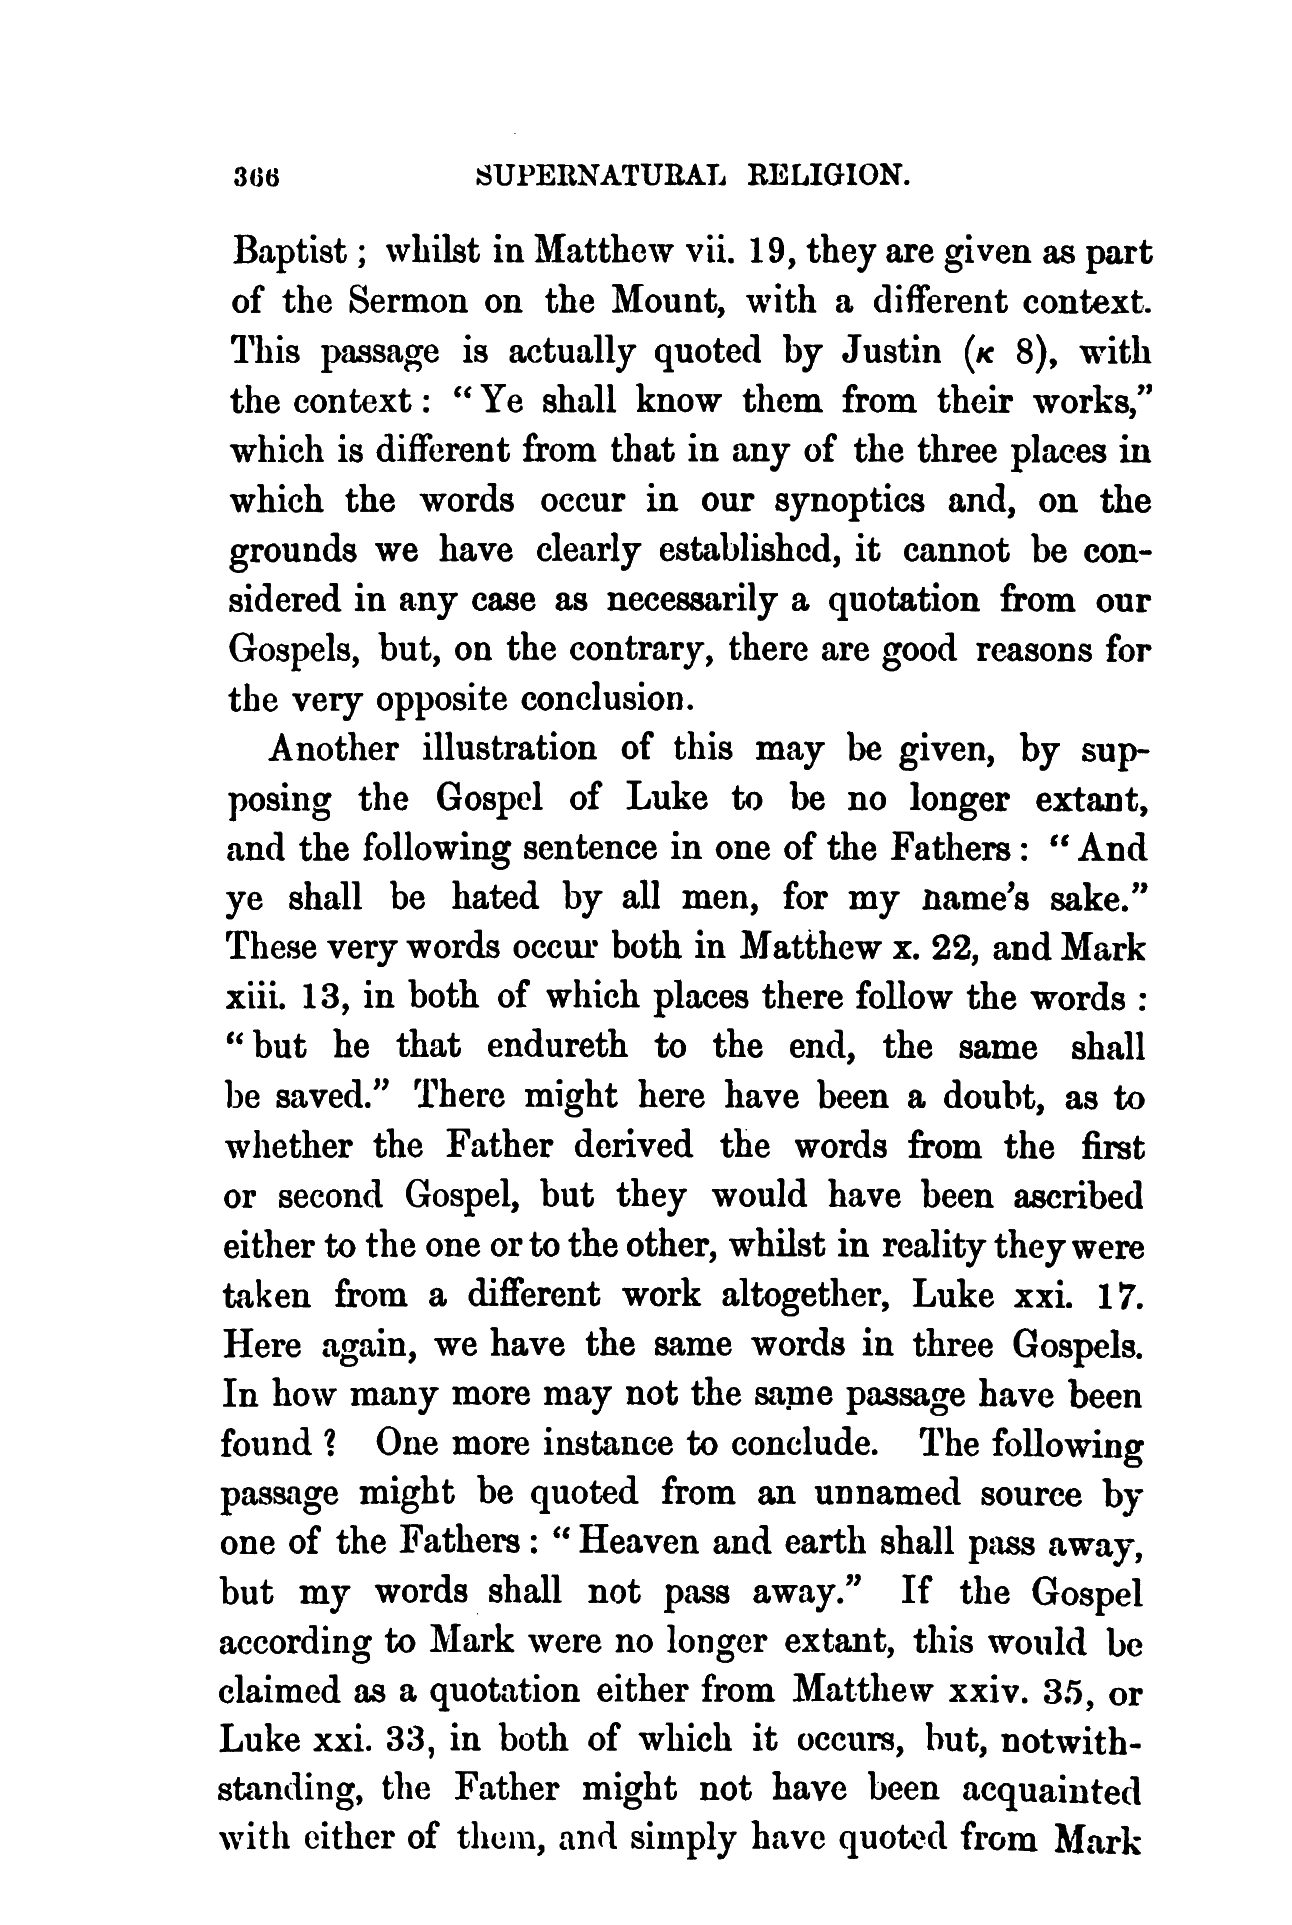 366 SUPERNATURAL RELIGION.
Baptist ; whilst in Matthew vii. 19, they are given as part
of the Sermon on the Mount, with a different context.
This passage is actually quoted by Justin (κ 8), with
the context : “ Ye shall know them from their works,”
which is different from that in any of the three places in
which the words occur in our synoptics and, on the
grounds we have clearly established, it cannot be con-
sidered in any case as necessarily a quotation from our
Gospels, but, on the contrary, there are good reasons for
the very opposite conclusion.
Another illustration of this may be given, by sup-
posing the Gospel of Luke to be no longer extant,
and the following sentence in one of the Fathers : “ And
ye shall be hated by all men, for my name’s sake.”
These very words occur both in Matthew x. 22, and Mark
xiii. 13, in both of which places there follow the words :
“ but he that endureth to the end, the same shall
be saved.” There might here have been a doubt, as to
whether the Father derived the words from the first
or second Gospel, but they would have been ascribed
either to the one or to the other, whilst in reality they were
taken from a different work altogether, Luke xxi. 17.
Here again, we have the same words in three Gospels.
In how many more may not the same passage have been
found ? One more instance to conclude. The following
passage might be quoted from an unnamed source by
one of the Fathers : “ Heaven and earth shall pass away,
but my words shall not pass away.” If the Gospel
according to Mark were no longer extant, this would be
claimed as a quotation either from Matthew xxiv. 35, or
Luke xxi. 33, in both of which it occurs, but, notwith-
standing, the Father might not have been acquainted
with either of them, and simply have quoted from Mark